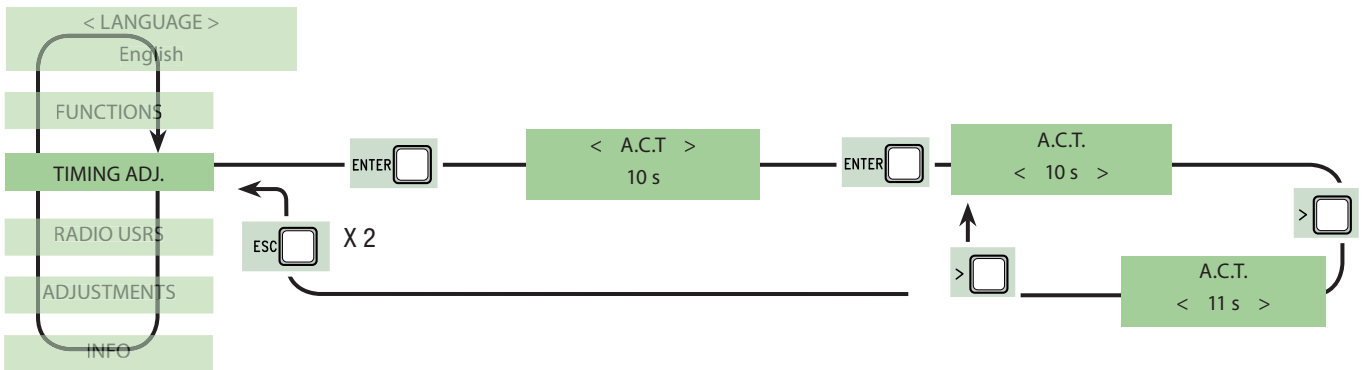 < LANGUAGE >
English
FUNCTIONS
TIMING ADJ.
RADIO USRS
ADJUSTMENTS
INFO
ENTER
< A.C.T >
10 s
ENTER
A.C.T.
< 10 s >
>
A.C.T.
< 11 s >
>
ESC
X 2